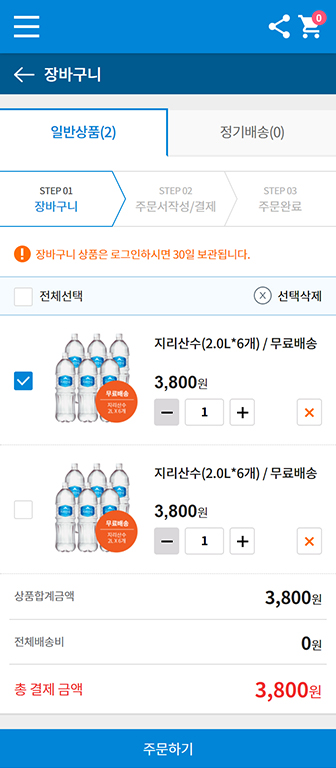 0
장바구니
일반상품(2)
정기배송(0)
STEP 01
장바구니
STEP 02
주문서작성/결제
STEP 03
주문완료
장바구니 상품은 로그인하시면 30일 보관됩니다.
전체선택
선택삭제
지리산수(2.0L*6개) / 무료배송
3,800원
1
무료배송
지리산수
2L X 6개
지리산수(2.0L*6개) / 무료배송
3,800원
1
무료배송
지리산수
2L X 6개
상품합계금액
3,800원
전체배송비
0원
총 결제 금액
3,800원
주문하기